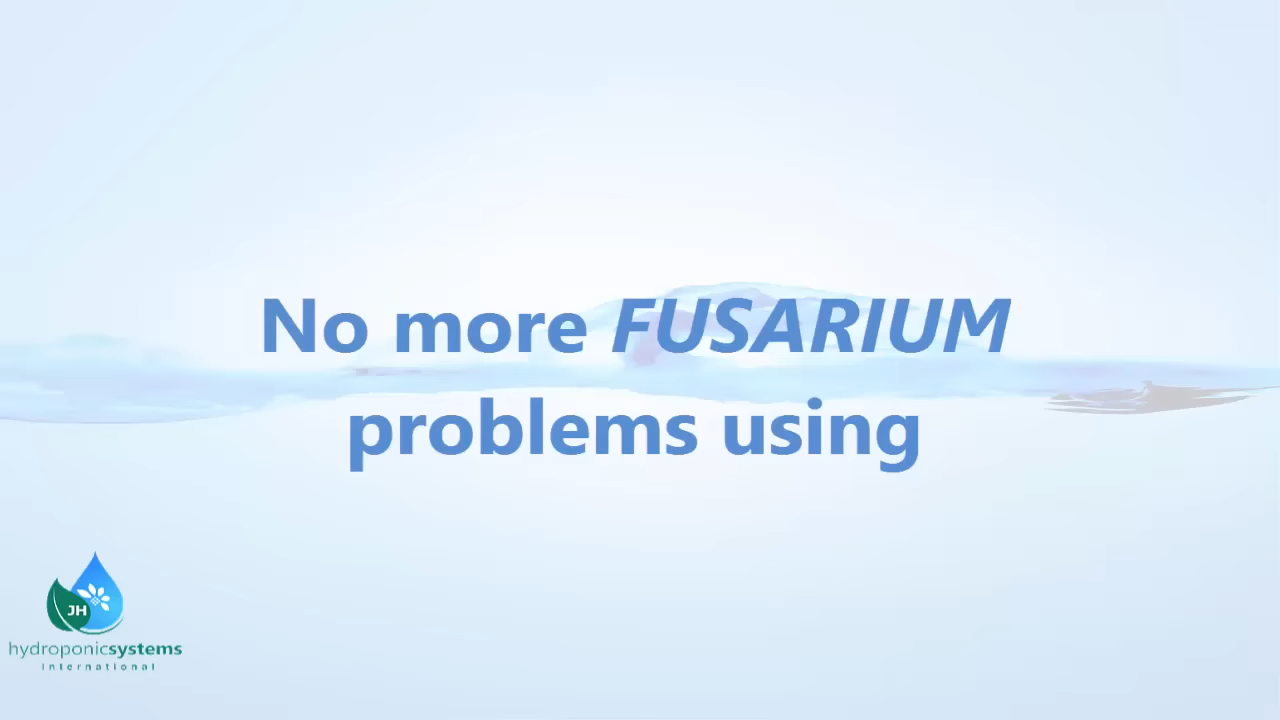 No more FUSARIUM
problems using
JH
hydroponicsystems
international